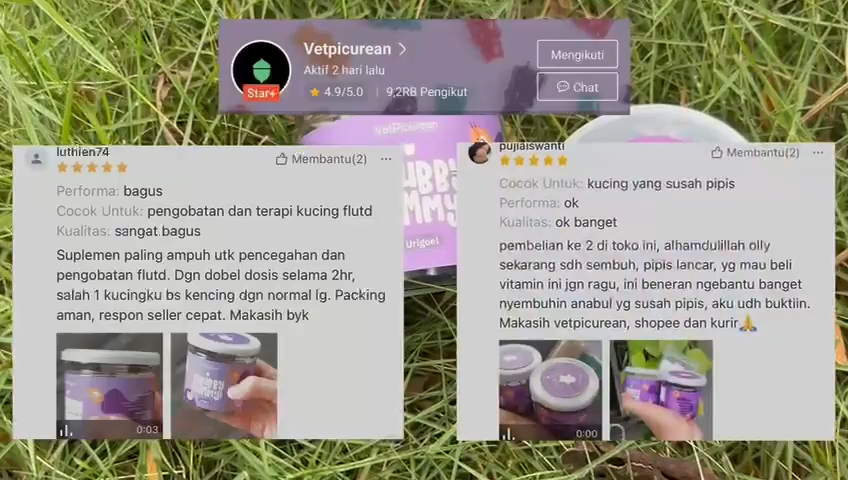 Vetpicurean
Aktif 2 hari lalu
Star+
4.9/5.0 | 9,2RB Pengikut
Mengikuti
Chat
VetPicurean
UBBY
MMY
Urigoel
luthien74
Membantu(2)
Performa: bagus
Cocok Untuk: pengobatan dan terapi kucing flutd
Kualitas: sangat bagus
Suplemen paling ampuh utk pencegahan dan
pengobatan flutd. Dgn dobel dosis selama 2hr,
salah 1 kucingku bs kencing dgn normal lg. Packing
aman, respon seller cepat. Makasih byk
0:03
pujiaiswanti
Membantu(2)
Cocok Untuk: kucing yang susah pipis
Performa: ok
Kualitas: ok banget
pembelian ke 2 di toko ini, alhamdulillah olly
sekarang sdh sembuh, pipis lancar, yg mau beli
vitamin ini jgn ragu, ini beneran ngebantu banget
nyembuhin anabul yg susah pipis, aku udh buktiin.
Makasih vetpicurean, shopee dan kurir🙏
0:00